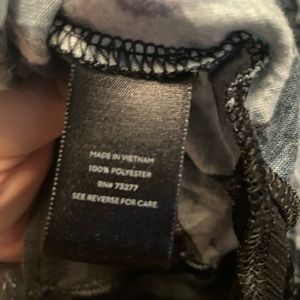 MADE IN VIETNAM
100% POLYESTER
RN# 73277
SEE REVERSE FOR CARE.